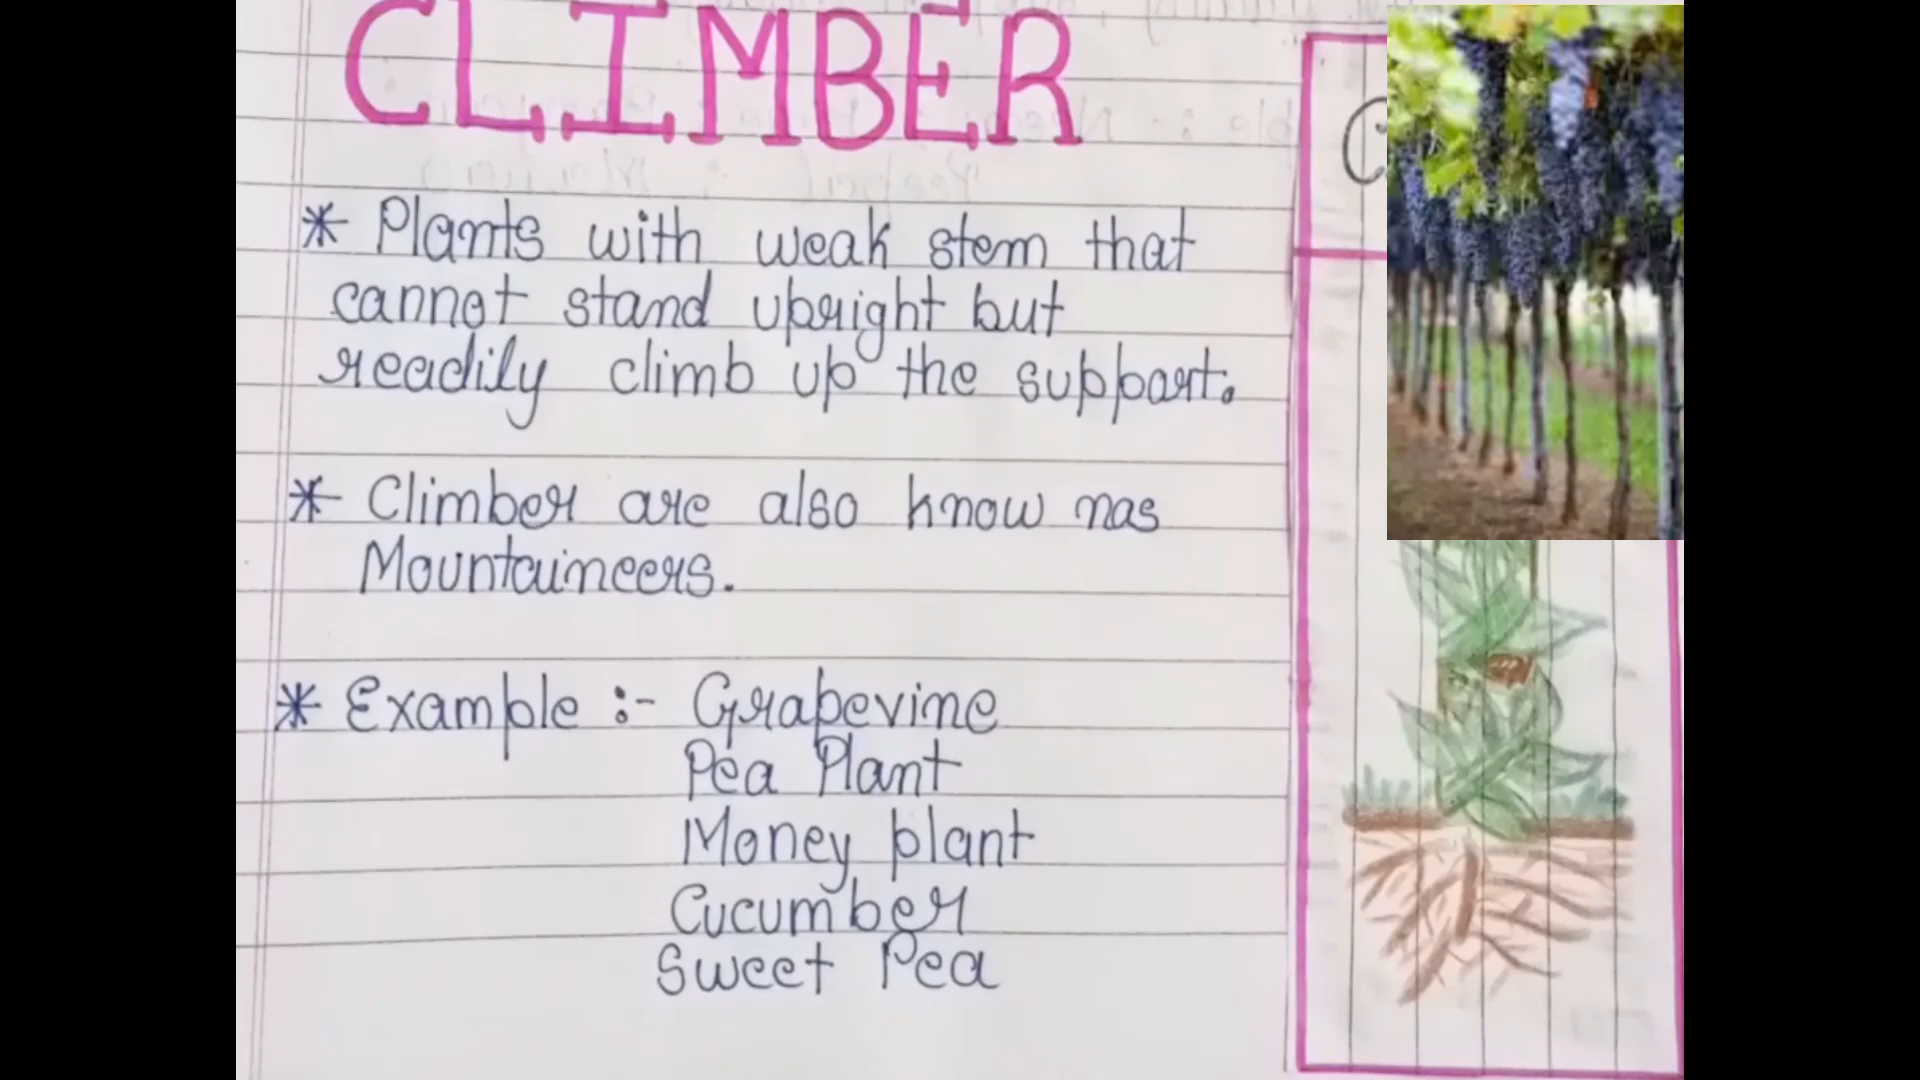 CLIMBER
* Plants with weak stem that
cannot stand upright but
readily climb up the support.
* Climber are also know nas
Mountaineers.
* Example :- Grapevine
Pea Plant
Money plant
Cucumber
Sweet Pea